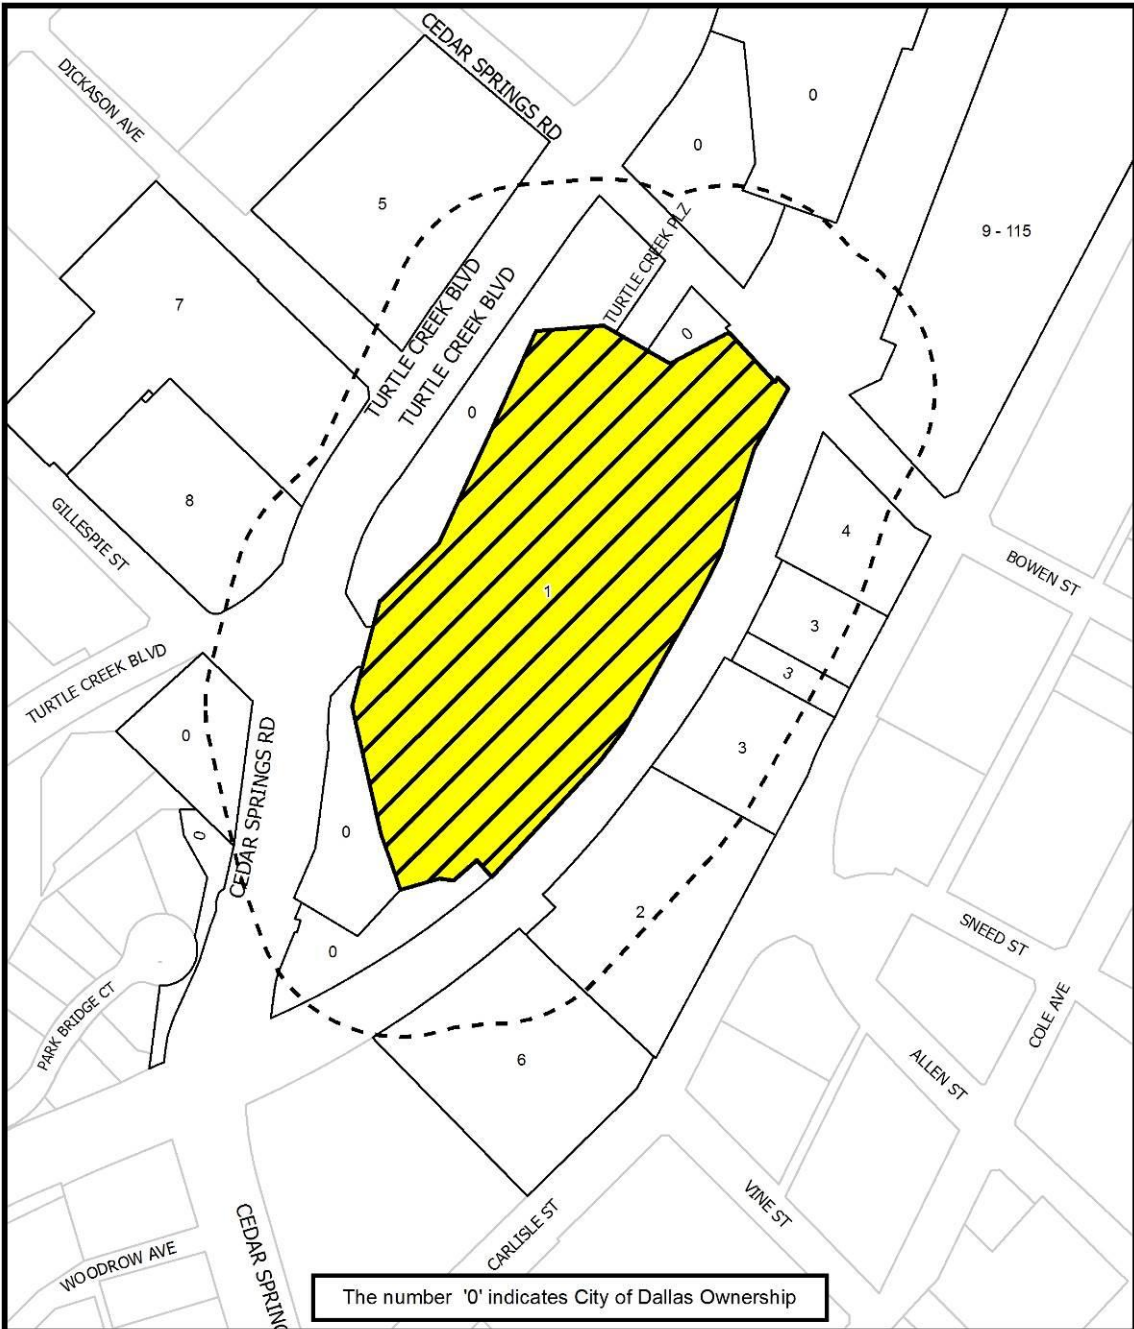 CEDAR SPRINGS RD
DICKASON AVE
0
0
5
9 - 115
TURTLE CREEK PLZ
7
TURTLE CREEK BLVD
TURTLE CREEK BLVD
0
0
8
4
GILLESPIE ST
BOWEN ST
1
3
3
TURTLE CREEK BLVD
0
3
CEDAR SPRINGS RD
0
0
2
SNEED ST
0
PARK BRIDGE CT
COLE AVE
6
ALLEN ST
VINE ST
CARLISLE ST
WOODROW AVE
CEDAR SPRING
The number '0' indicates City of Dallas Ownership